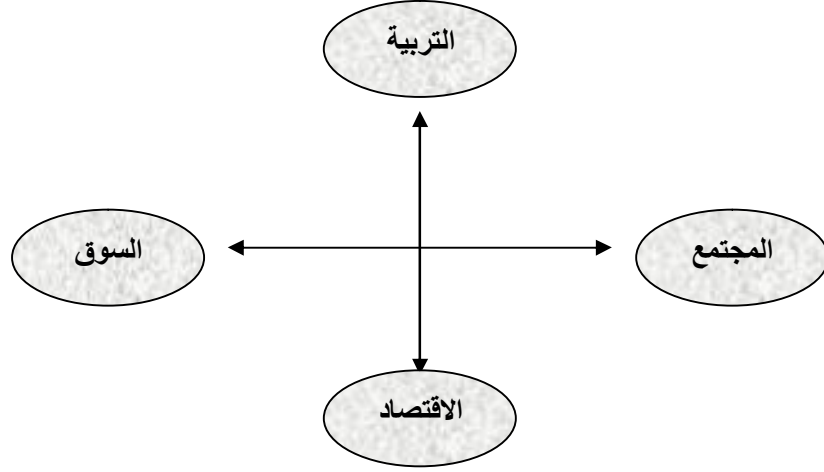 التربية
المجتمع
السوق
الاقتصاد